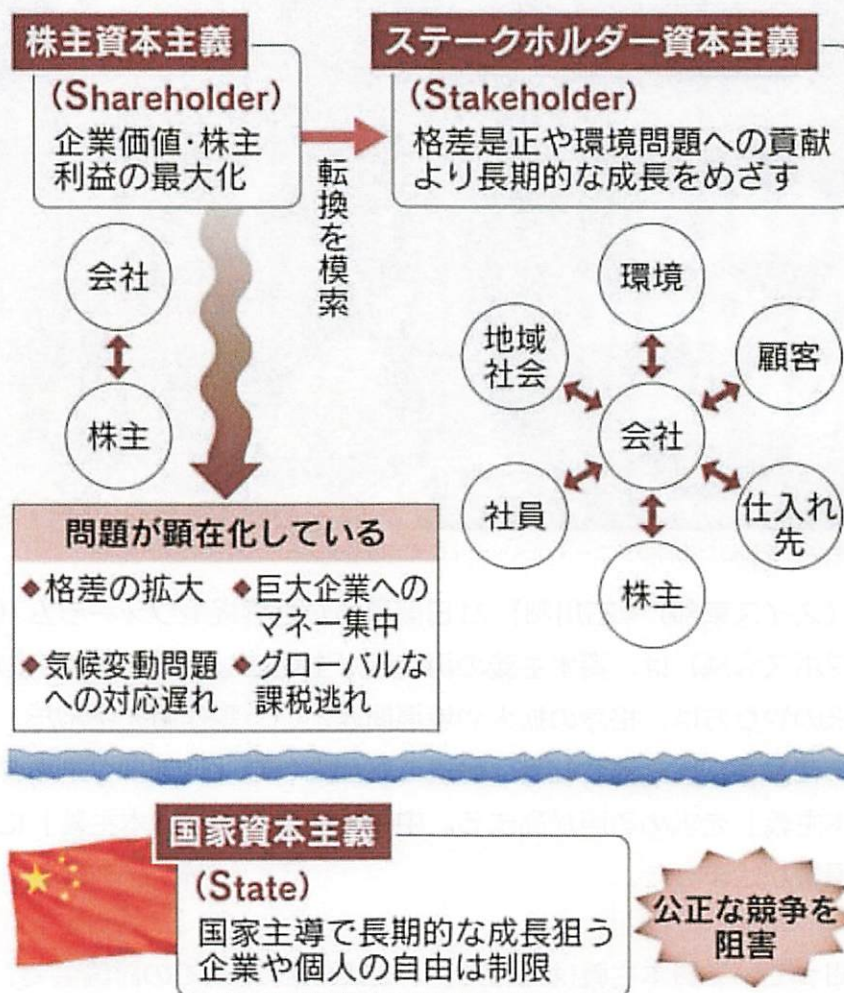 株主資本主義
(Shareholder)
企業価値・株主
利益の最大化
転換を模索
ステークホルダー資本主義
(Stakeholder)
格差是正や環境問題への貢献
より長期的な成長をめざす
会社
株主
環境
地域
社会
顧客
会社
社員
仕入れ
先
株主
問題が顕在化している
◆格差の拡大
◆巨大企業への
マネー集中
◆気候変動問題
への対応遅れ
◆グローバルな
課税逃れ
国家資本主義
(State)
国家主導で長期的な成長狙う
企業や個人の自由は制限
公正な競争を
阻害